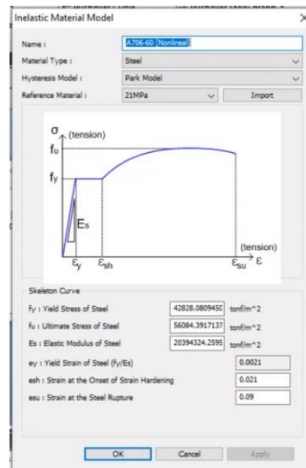 Inelastic Material Model
Name :
A706-60 [Nonlinear]
Material Type :
Steel
Hysteresis Model :
Park Model
Reference Material :
21MPa
Import
σ
(tension)
fu
fy
Es
(tension)
εy
εsh
εsu
ε
Skeleton Curve
fy : Yield Stress of Steel
42828.0809450
tonf/m^2
fu : Ultimate Stress of Steel
56084.3917137
tonf/m^2
Es : Elastic Modulus of Steel
20394324.2595
tonf/m^2
ey : Yield Strain of Steel (fy/Es)
0.0021
esh : Strain at the Onset of Strain Hardening
0.021
esu : Strain at the Steel Rupture
0.09
OK
Cancel
Apply